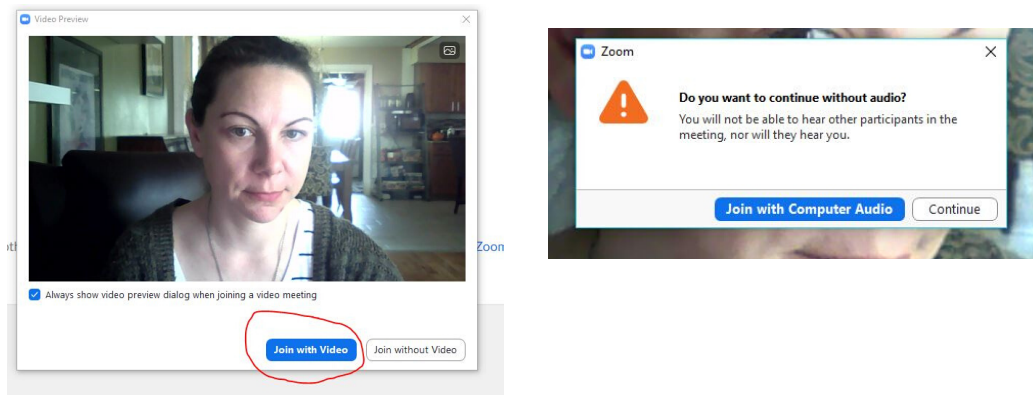 Video Preview
Always show video preview dialog when joining a video meeting
Join with Video
Join without Video
Zoom
Do you want to continue without audio?
You will not be able to hear other participants in the
meeting, nor will they hear you.
Join with Computer Audio
Continue